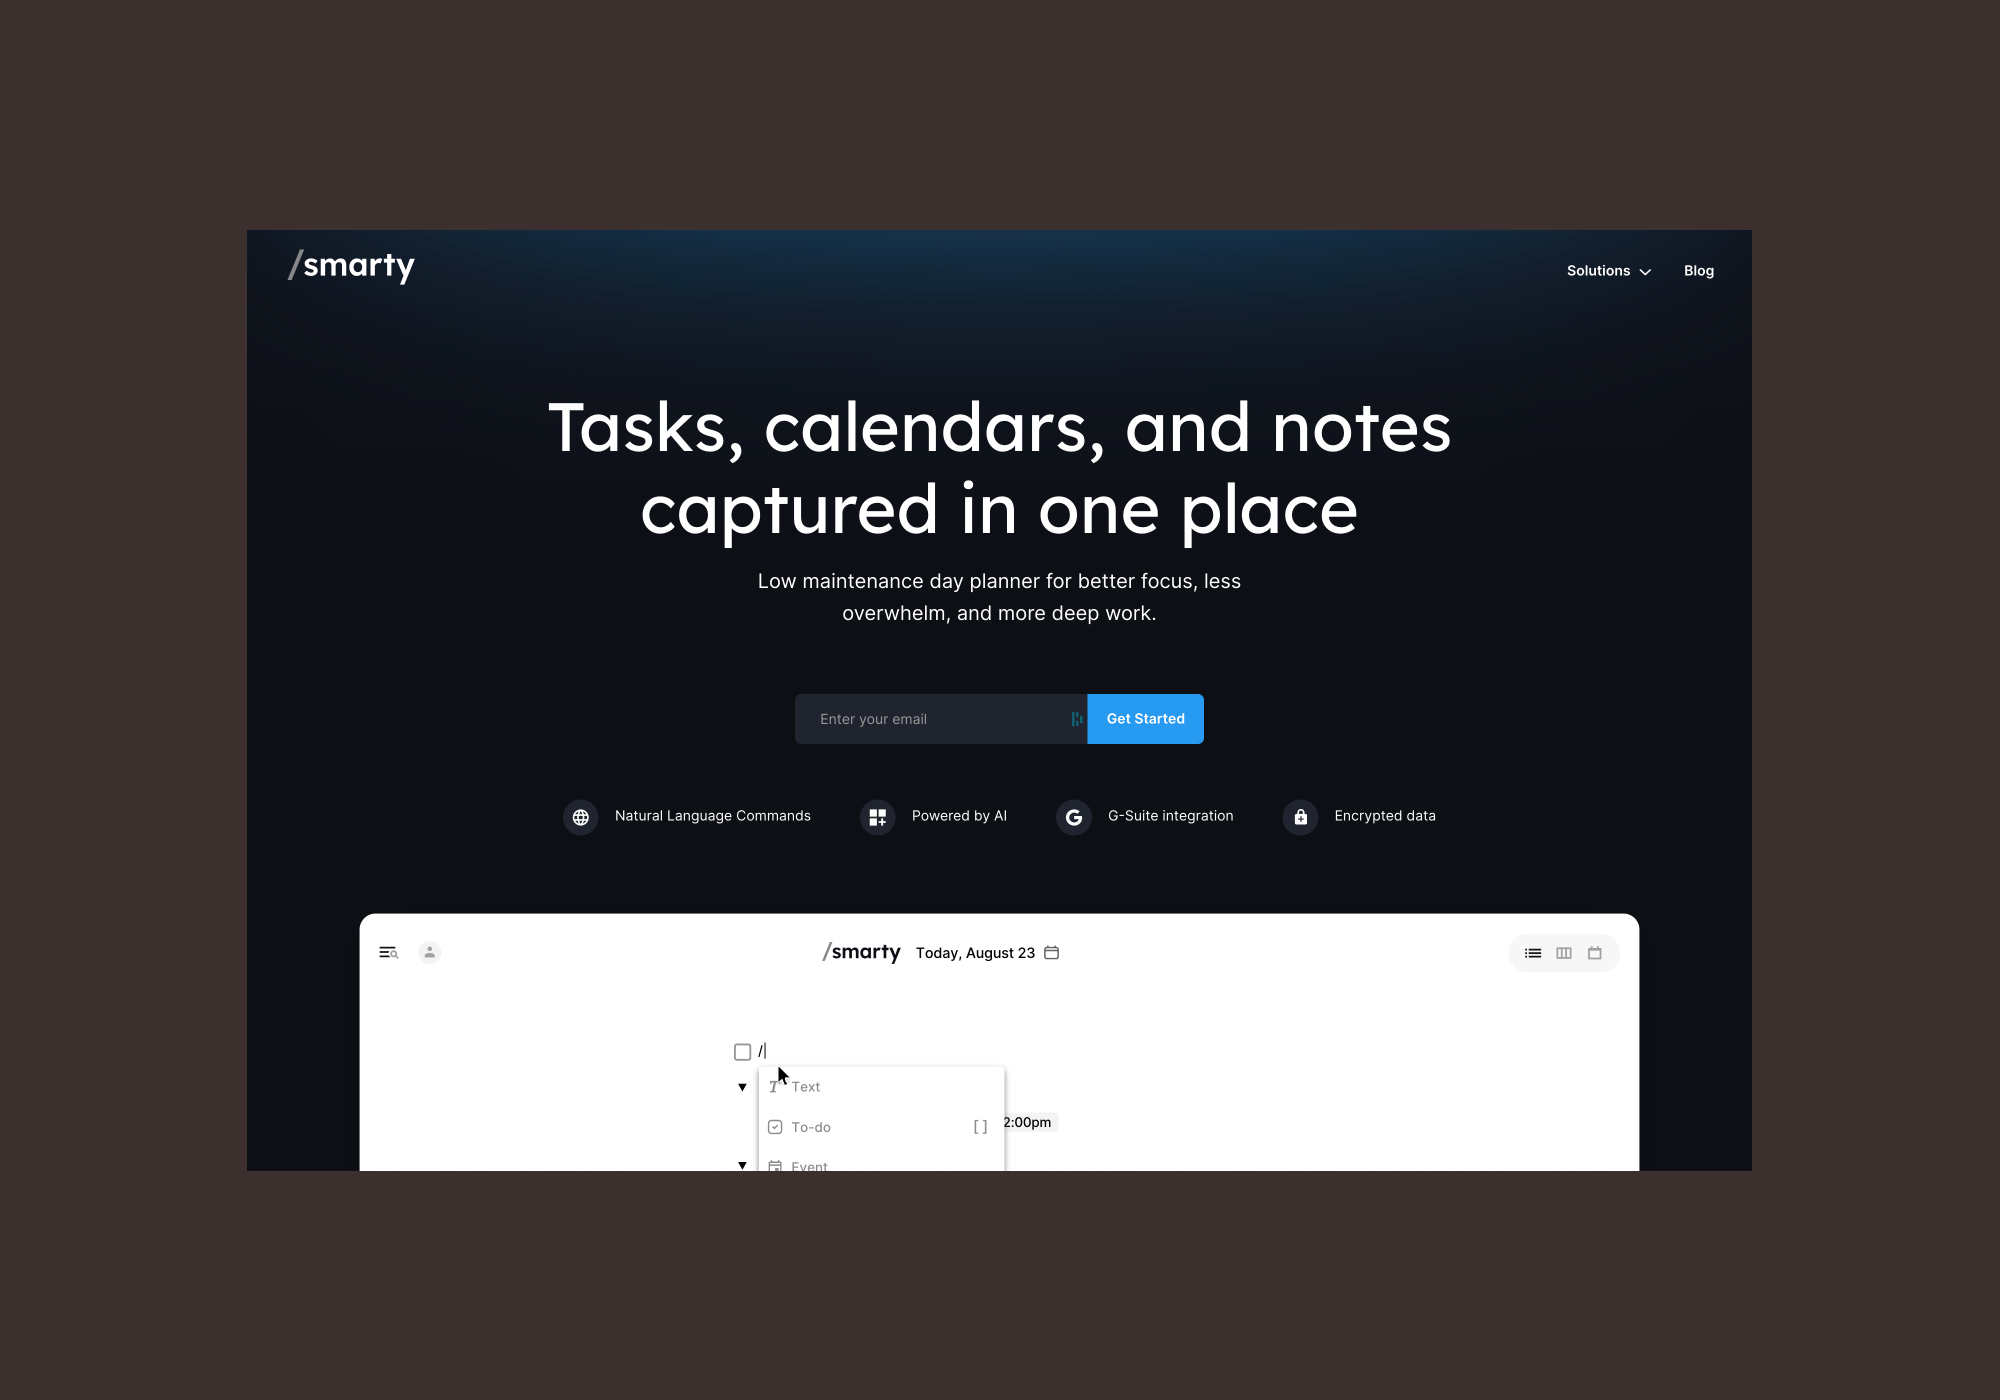 /smarty
Solutions
Blog
Tasks, calendars, and notes
captured in one place
Low maintenance day planner for better focus, less
overwhelm, and more deep work.
Enter your email
Get Started
Natural Language Commands
Powered by AI
G-Suite integration
Encrypted data
/smarty Today, August 23
/
Text
To-do []
2:00pm
Event